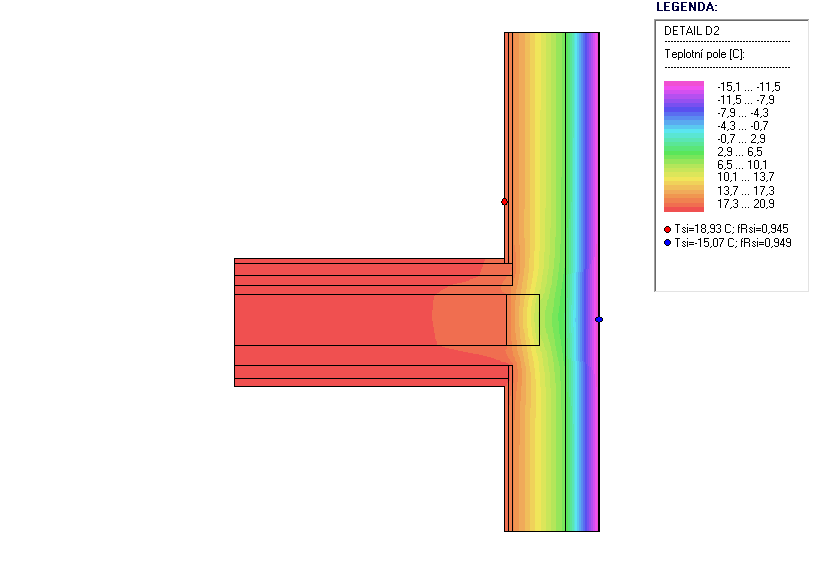 LEGENDA:
DETAIL D2
Teplotní pole [C]:
-15,1 ... -11,5
-11,5 ... -7,9
-7,9 ... -4,3
-4,3 ... -0,7
-0,7 ... 2,9
2,9 ... 6,5
6,5 ... 10,1
10,1 ... 13,7
13,7 ... 17,3
17,3 ... 20,9
Tsi=18,93 C; fRsi=0,945
Tsi=-15,07 C; fRsi=0,949